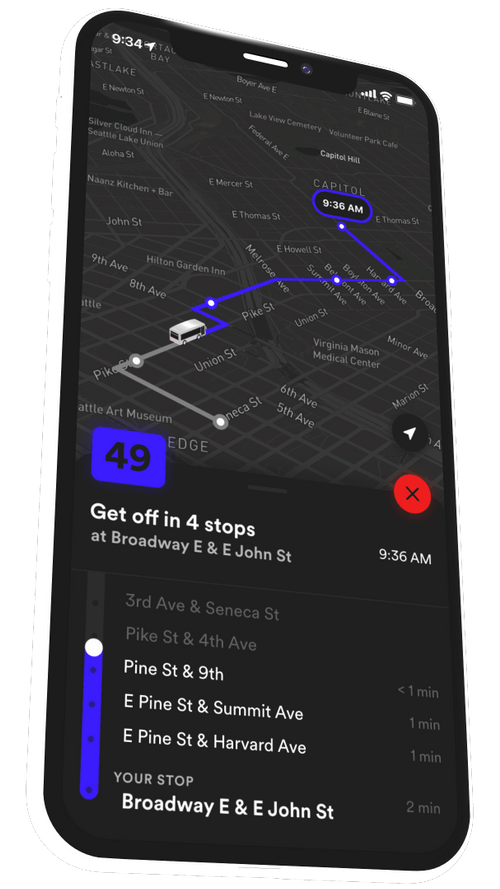 9:34
BAY
Boyer Ave E
EASTLAKE
E Newton St
E Newton St
E Blaine St
Lake View Cemetery
Volunteer Park Cafe
Silver Cloud Inn —
Seattle Lake Union
Federal Ave E
Aloha St
Capitol Hill
Naanz Kitchen + Bar
E Mercer St
CAPITOL
9:36 AM
John St
E Thomas St
E Thomas St
9th Ave
Hilton Garden Inn
Melrose Ave
E Howell St
Summit Ave
Belmont Ave
Boylston Ave
Harvard Ave
Broa
8th Ave
attle
Pike St
Union St
Minor Ave
Virginia Mason
Medical Center
Pike St
Union St
6th Ave
5th Ave
Marion St
attle Art Museum
neca St
49
EDGE
Get off in 4 stops
at Broadway E & E John St
9:36 AM
3rd Ave & Seneca St
Pike St & 4th Ave
Pine St & 9th
< 1 min
E Pine St & Summit Ave
1 min
E Pine St & Harvard Ave
1 min
YOUR STOP
Broadway E & E John St
2 min